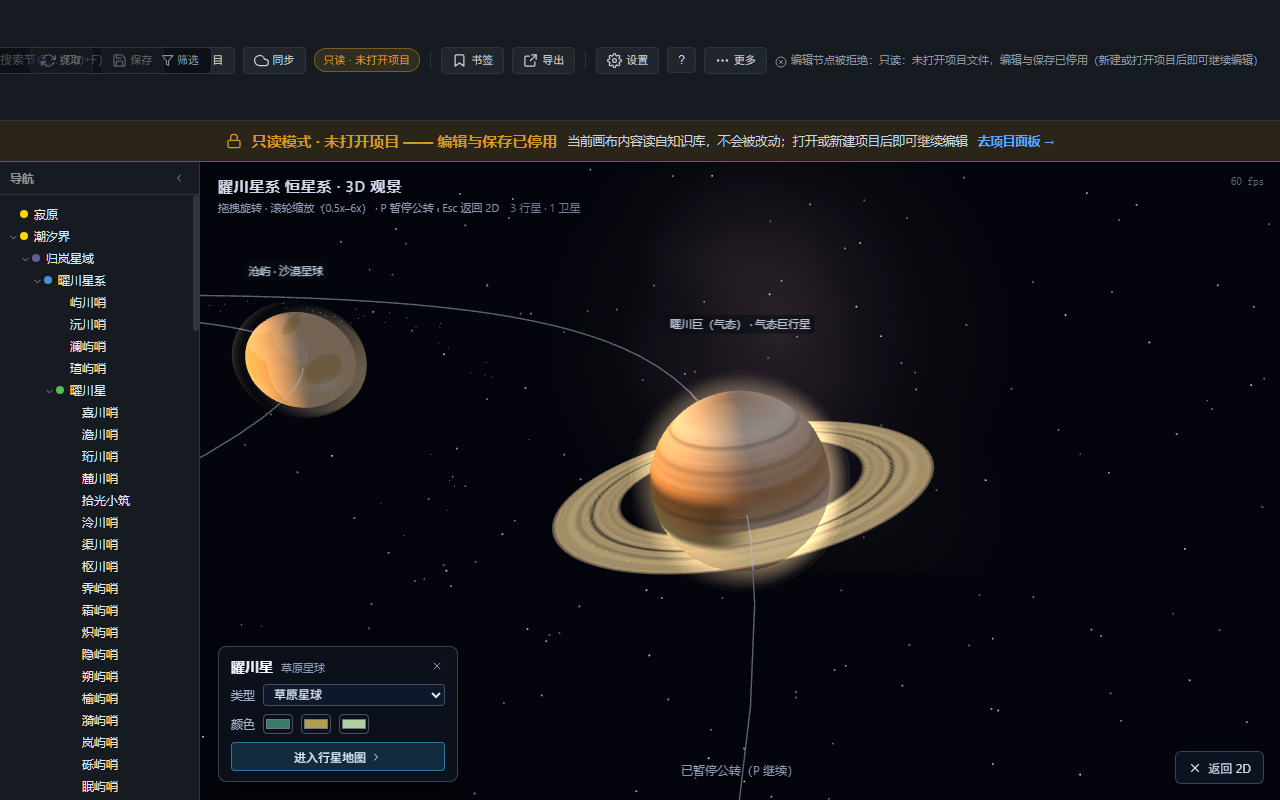 搜索节点 (Ctrl+F) 提取 保存 筛选 目 同步 只读 · 未打开项目 书签 导出 设置 ? 更多 编辑节点被拒绝：只读：未打开项目文件，编辑与保存已停用（新建或打开项目后即可继续编辑）
只读模式 · 未打开项目 —— 编辑与保存已停用 当前画布内容读自知识库，不会被改动；打开或新建项目后即可继续编辑 去项目面板 →
导航
寂原
潮汐界
归岚星域
曜川星系
屿川哨
沅川哨
澜屿哨
瑄屿哨
曜川星
嘉川哨
澹川哨
珩川哨
麓川哨
拾光小筑
泠川哨
渠川哨
枢川哨
霁屿哨
霜屿哨
炽屿哨
隐屿哨
朔屿哨
榆屿哨
漪屿哨
岚屿哨
砾屿哨
眠屿哨
曜川星系 恒星系 · 3D 观景
拖拽旋转 · 滚轮缩放（0.5x–6x） · P 暂停公转 · Esc 返回 2D 3 行星 · 1 卫星
60 fps
沧屿 · 沙漠星球
曜川巨（气态） · 气态巨行星
曜川星 草原星球
类型 草原星球
颜色
进入行星地图
已暂停公转（P 继续）
返回 2D